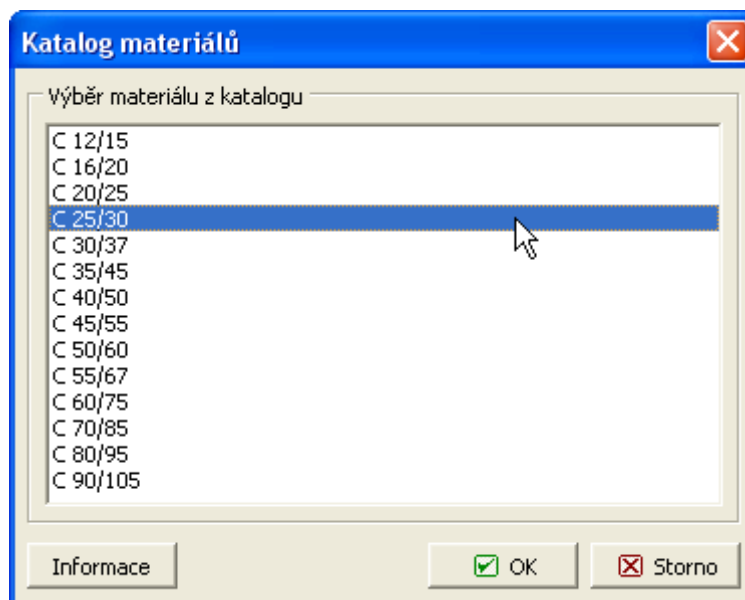 Katalog materiálů
Výběr materiálu z katalogu
C 12/15
C 16/20
C 20/25
C 25/30
C 30/37
C 35/45
C 40/50
C 45/55
C 50/60
C 55/67
C 60/75
C 70/85
C 80/95
C 90/105
Informace OK Storno